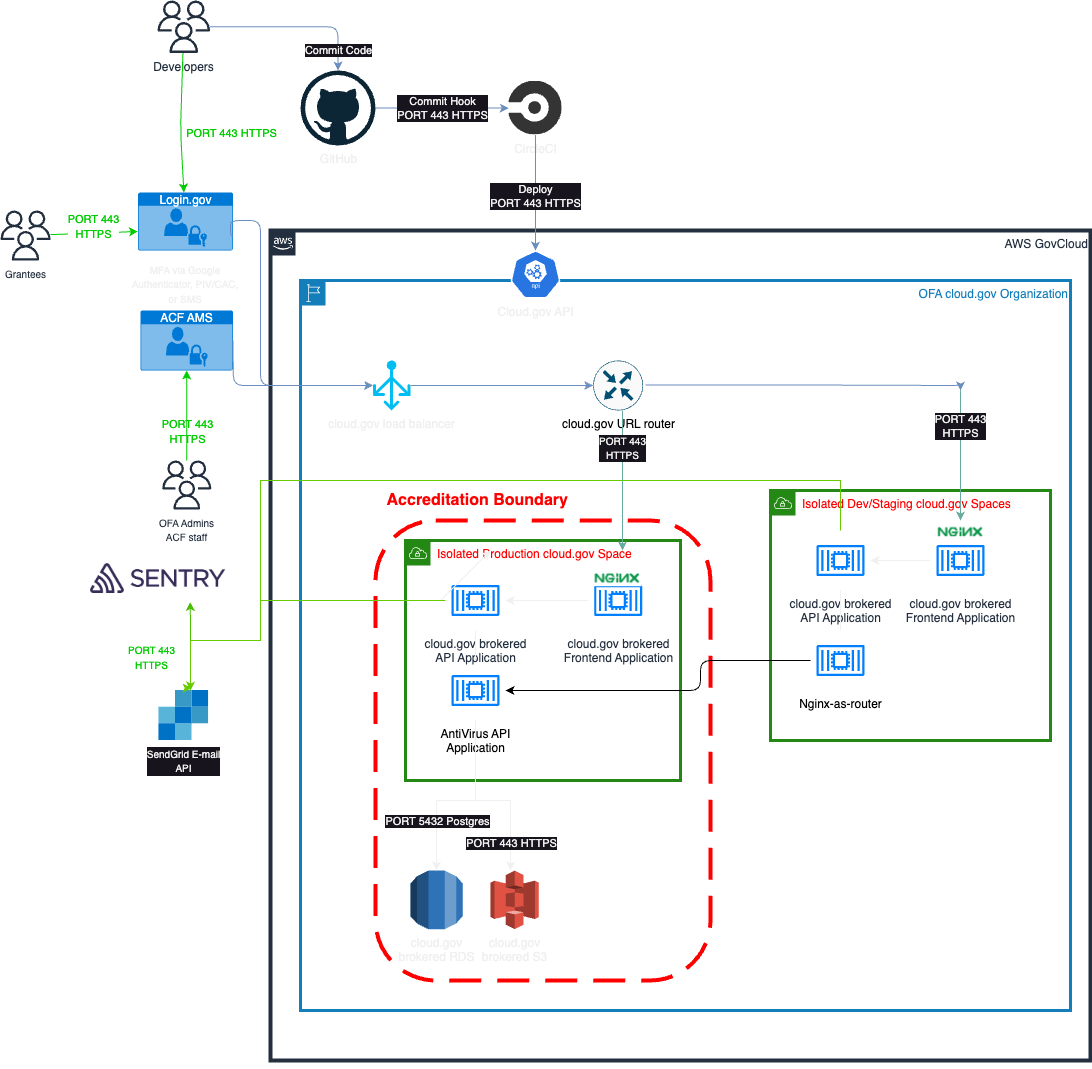 Developers
Commit Code
Commit Hook
PORT 443 HTTPS
GitHub
CircleCI
PORT 443 HTTPS
Deploy
PORT 443 HTTPS
Login.gov
PORT 443
HTTPS
Grantees
MFA via Google
Authenticator, PIV/CAC,
or SMS
aws
AWS GovCloud
api
Cloud.gov API
OFA cloud.gov Organization
ACF AMS
cloud.gov load balancer
cloud.gov URL router
PORT 443
HTTPS
PORT 443
HTTPS
PORT 443
HTTPS
OFA Admins
ACF staff
Accreditation Boundary
Isolated Production cloud.gov Space
NGINX
cloud.gov brokered
API Application
cloud.gov brokered
Frontend Application
AntiVirus API
Application
Isolated Dev/Staging cloud.gov Spaces
NGINX
cloud.gov brokered
API Application
cloud.gov brokered
Frontend Application
Nginx-as-router
SENTRY
PORT 443
HTTPS
SendGrid E-mail
API
PORT 5432 Postgres
PORT 443 HTTPS
cloud.gov
brokered RDS
cloud.gov
brokered S3